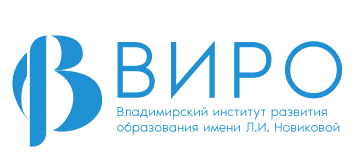 ВИРО
Владимирский институт развития
образования имени Л.И. Новиковой